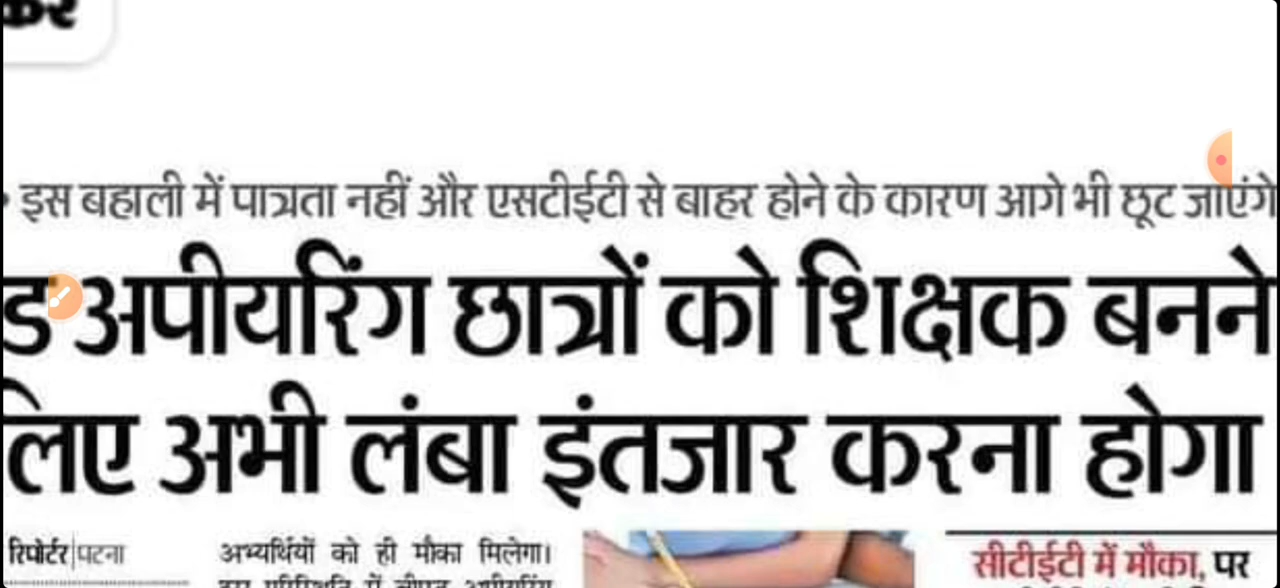 • इस बहाली में पात्रता नहीं और एसटीईटी से बाहर होने के कारण आगे भी छूट जाएंगे
ड अपीयरिंग छात्रों को शिक्षक बनने
लिए अभी लंबा इंतजार करना होगा
रिपोर्टर|पटना
अभ्यर्थियों को ही मौका मिलेगा।
सीटीईटी में मौका, पर